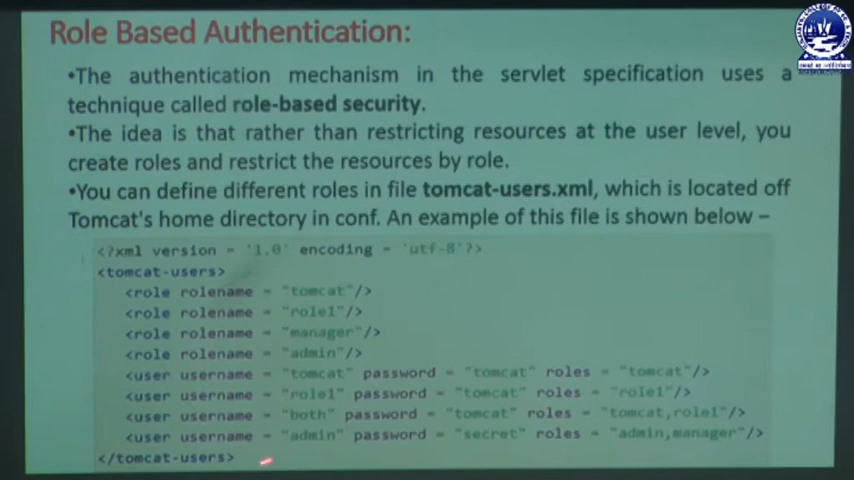 Role Based Authentication:
•The authentication mechanism in the servlet specification uses a
technique called role-based security.
•The idea is that rather than restricting resources at the user level, you
create roles and restrict the resources by role.
•You can define different roles in file tomcat-users.xml, which is located off
Tomcat's home directory in conf. An example of this file is shown below –
<?xml version = '1.0' encoding = 'utf-8'?>
<tomcat-users>
<role rolename = "tomcat"/>
<role rolename = "role1"/>
<role rolename = "manager"/>
<role rolename = "admin"/>
<user username = "tomcat" password = "tomcat" roles = "tomcat"/>
<user username = "role1" password = "tomcat" roles = "role1"/>
<user username = "both" password = "tomcat" roles = "tomcat,role1"/>
<user username = "admin" password = "secret" roles = "admin,manager"/>
</tomcat-users>